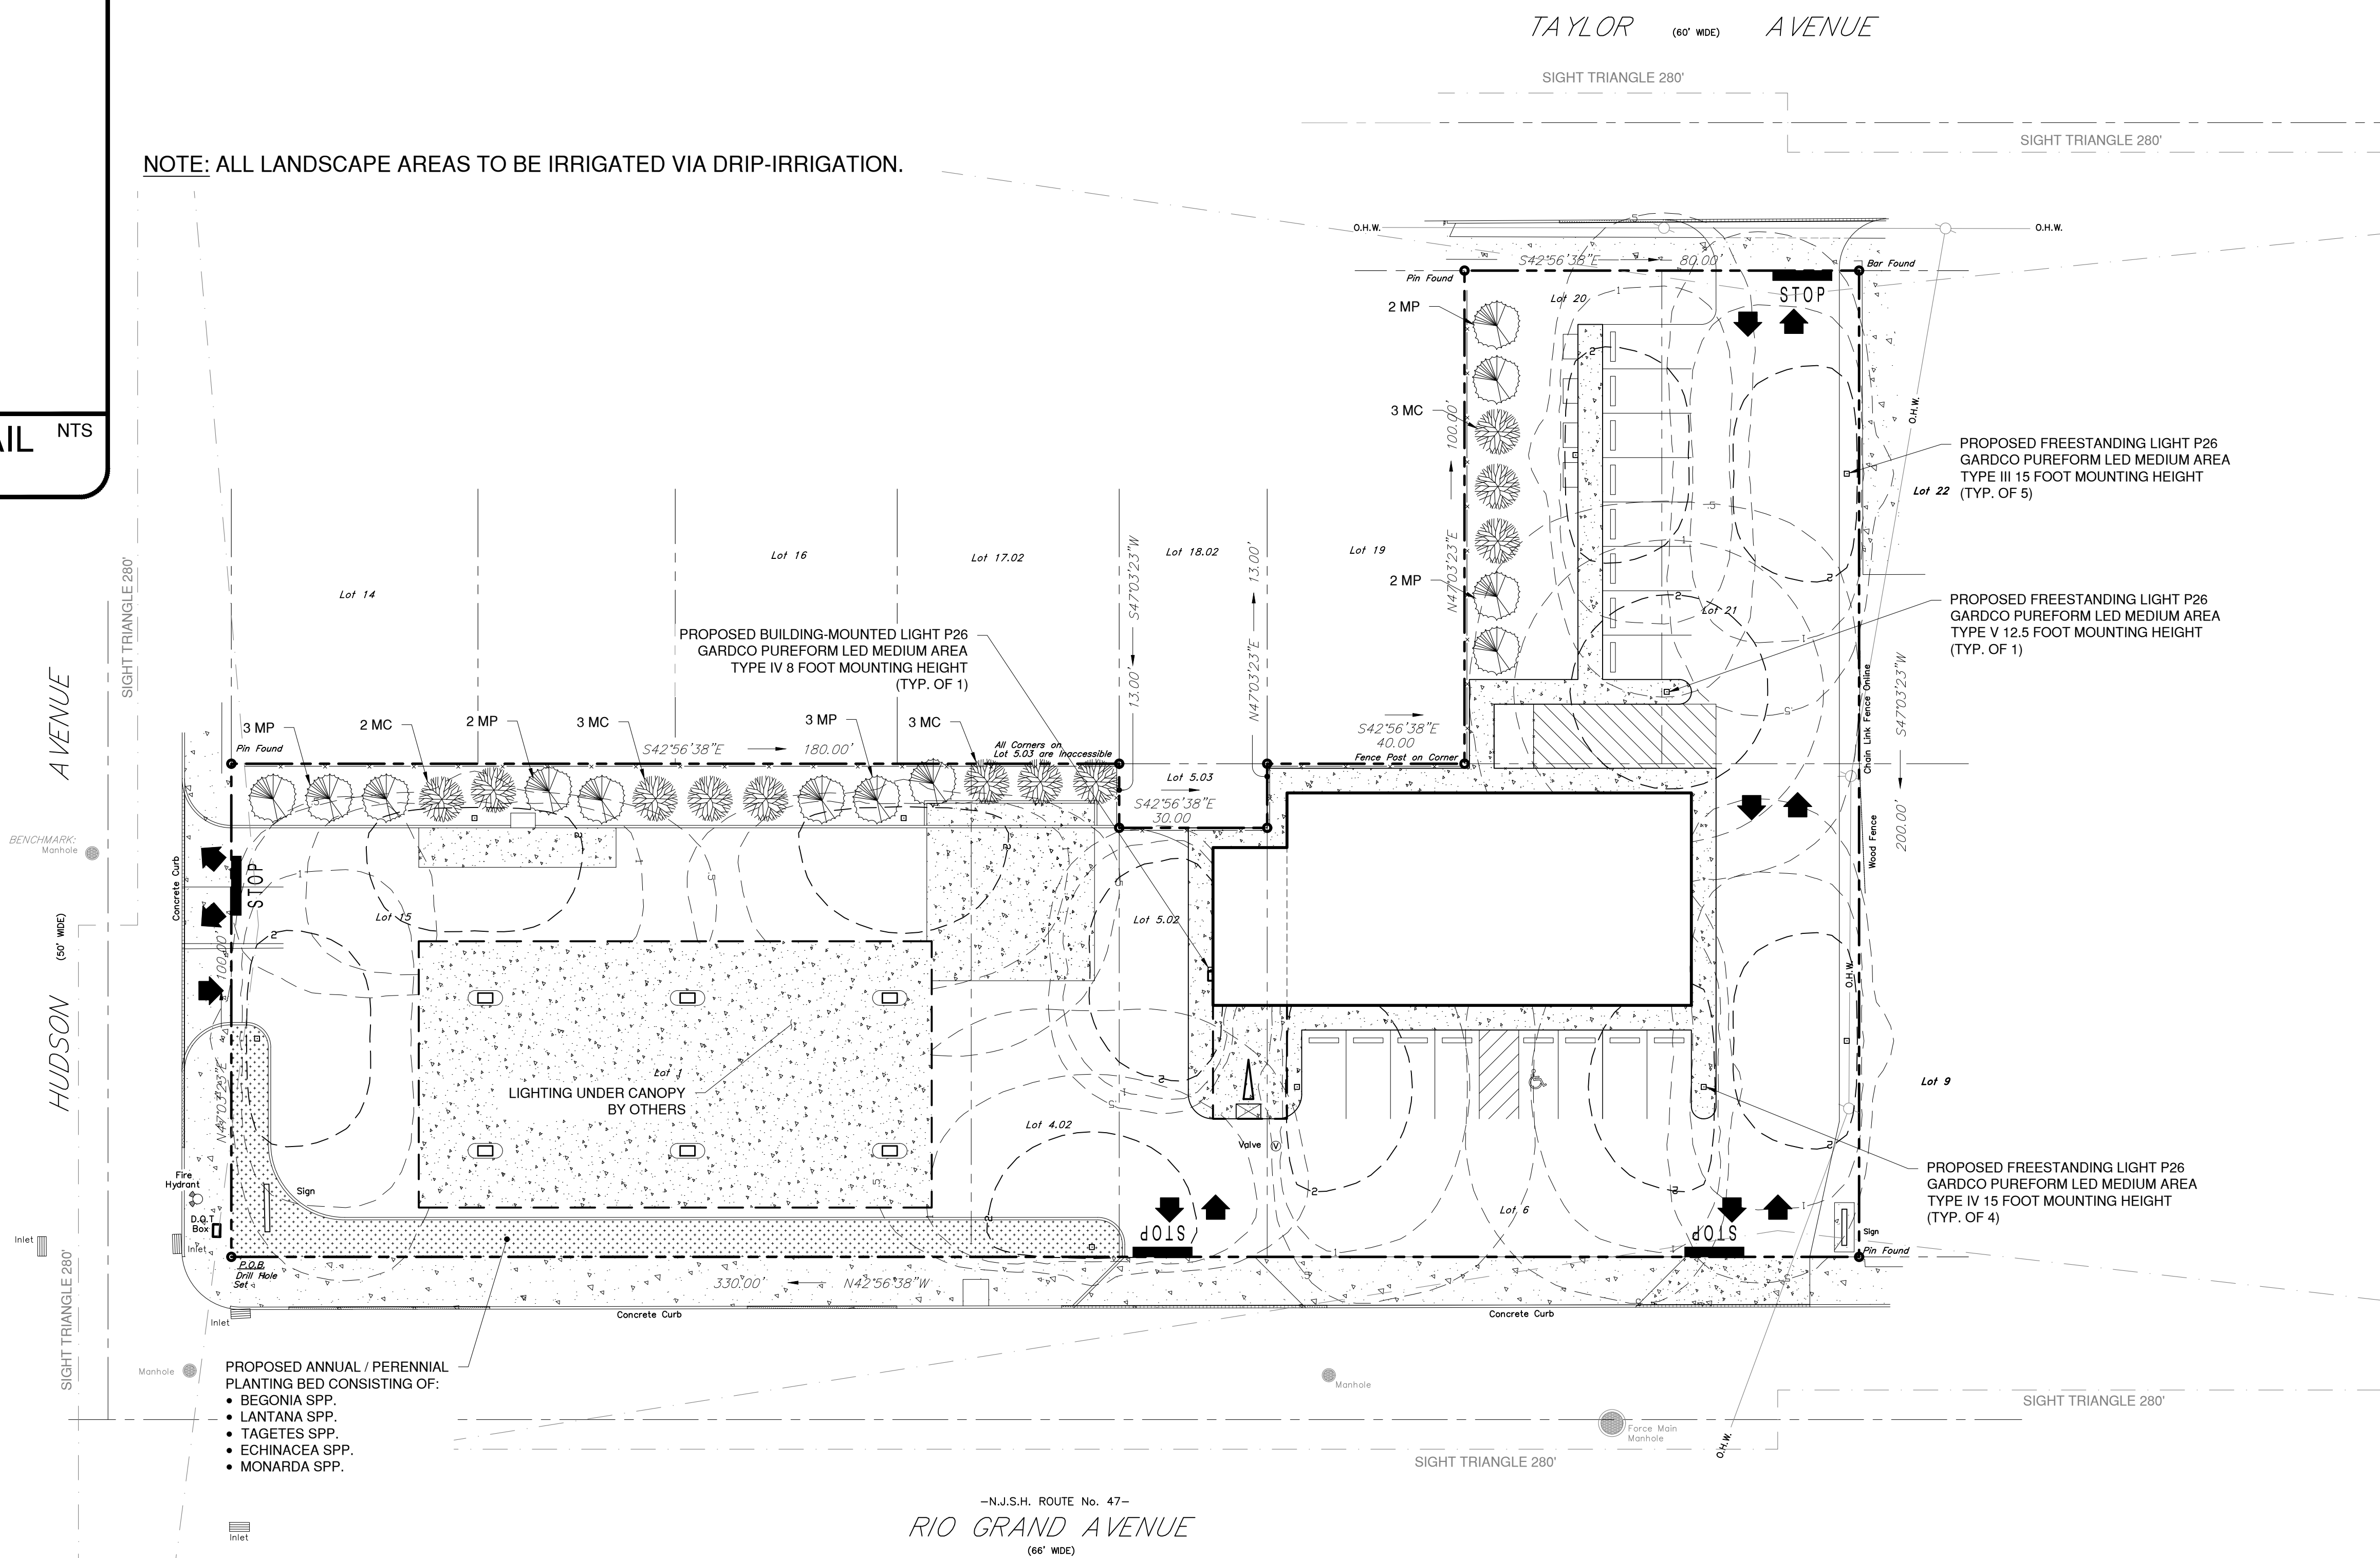 TAYLOR (60' WIDE) AVENUE
SIGHT TRIANGLE 280'
SIGHT TRIANGLE 280'
NOTE: ALL LANDSCAPE AREAS TO BE IRRIGATED VIA DRIP-IRRIGATION.
O.H.W.
O.H.W.
S42°56'38"E
80.00'
Bar Found
Pin Found
Lot 20
STOP
2 MP
3 MC
100.00'
N47°03'23"E
2 MP
O.H.W.
AIL NTS
PROPOSED FREESTANDING LIGHT P26
GARDCO PUREFORM LED MEDIUM AREA
TYPE III 15 FOOT MOUNTING HEIGHT
(TYP. OF 5)
Lot 22
PROPOSED FREESTANDING LIGHT P26
GARDCO PUREFORM LED MEDIUM AREA
TYPE V 12.5 FOOT MOUNTING HEIGHT
(TYP. OF 1)
Lot 21
Lot 14
Lot 16
Lot 17.02
Lot 18.02
Lot 19
S47°03'23"W
13.00'
13.00'
N47°03'23"E
SIGHT TRIANGLE 280'
PROPOSED BUILDING-MOUNTED LIGHT P26
GARDCO PUREFORM LED MEDIUM AREA
TYPE IV 8 FOOT MOUNTING HEIGHT
(TYP. OF 1)
3 MP
2 MC
2 MP
3 MC
3 MP
3 MC
Pin Found
S42°56'38"E
180.00'
All Corners on
Lot 5.03 are Inaccessible
S42°56'38"E
40.00
Fence Post on Corner
Lot 5.03
S42°56'38"E
30.00
Chain Link Fence Online
Wood Fence
S47°03'23"W
200.00'
HUDSON (50' WIDE) AVENUE
BENCHMARK:
Manhole
Concrete Curb
STOP
Lot 15
100.00'
N47°03'23"E
Lot 5.02
O.H.W.
Lot 1
LIGHTING UNDER CANOPY
BY OTHERS
Lot 4.02
Valve V
Lot 9
Lot 6
PROPOSED FREESTANDING LIGHT P26
GARDCO PUREFORM LED MEDIUM AREA
TYPE IV 15 FOOT MOUNTING HEIGHT
(TYP. OF 4)
Fire
Hydrant
Sign
D.O.T
Box
Inlet
Inlet
P.O.B.
Drill Hole
Set
STOP
STOP
Sign
Pin Found
330.00'
N42°56'38"W
Inlet
Concrete Curb
Concrete Curb
SIGHT TRIANGLE 280'
Manhole
PROPOSED ANNUAL / PERENNIAL
PLANTING BED CONSISTING OF:
• BEGONIA SPP.
• LANTANA SPP.
• TAGETES SPP.
• ECHINACEA SPP.
• MONARDA SPP.
Manhole
Force Main
Manhole
O.H.W.
SIGHT TRIANGLE 280'
SIGHT TRIANGLE 280'
Inlet
-N.J.S.H. ROUTE No. 47-
RIO GRAND AVENUE
(66' WIDE)